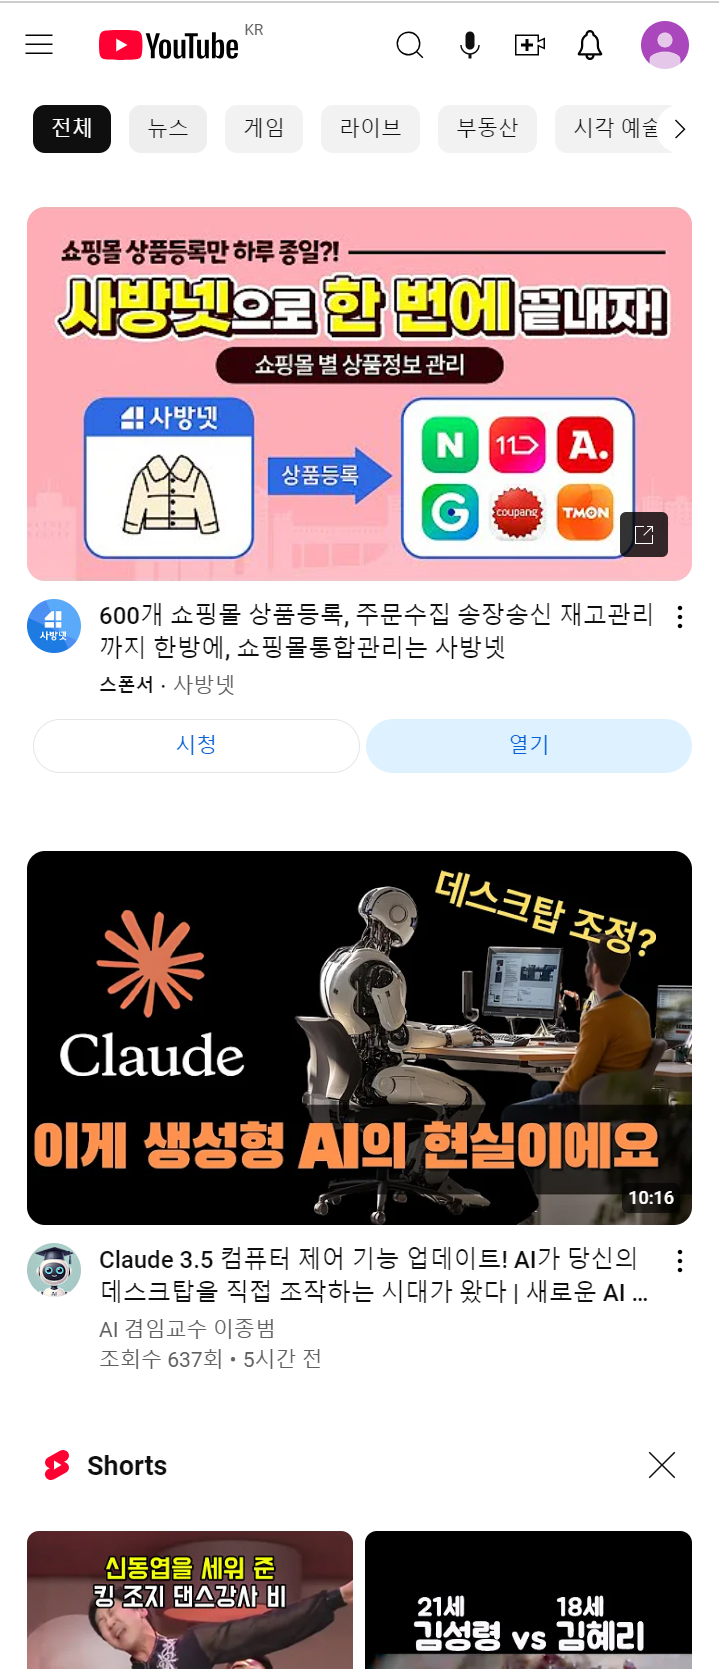 YouTube KR
전체 뉴스 게임 라이브 부동산 시각 예술
쇼핑몰 상품등록만 하루 종일?!
사방넷으로 한 번에 끝내자!
쇼핑몰 별 상품정보 관리
사방넷
상품등록
N 11 A.
G coupang TMON
사방넷
600개 쇼핑몰 상품등록, 주문수집 송장송신 재고관리
까지 한방에, 쇼핑몰통합관리는 사방넷
스폰서 · 사방넷
시청 열기
데스크탑 조정?
Claude
이게 생성형 AI의 현실이에요
10:16
AI
Claude 3.5 컴퓨터 제어 기능 업데이트! AI가 당신의
데스크탑을 직접 조작하는 시대가 왔다 | 새로운 AI ...
AI 겸임교수 이종범
조회수 637회 • 5시간 전
Shorts
신동엽을 세워 준
킹 조지 댄스강사 비
21세 18세
김성령 vs 김혜리